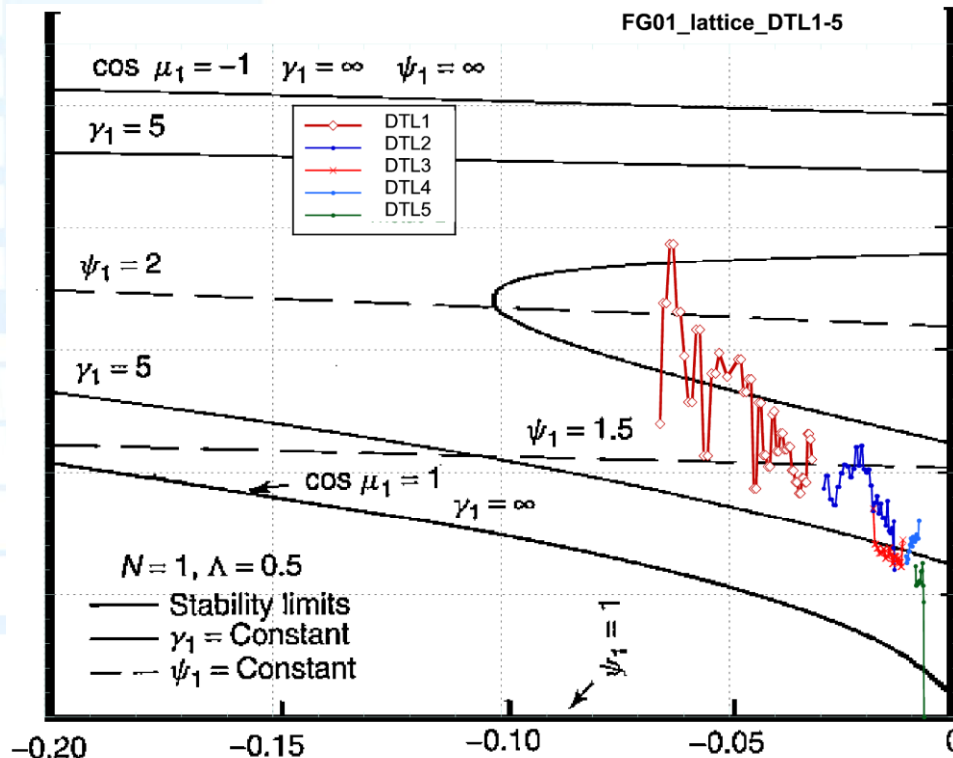 FG01_lattice_DTL1-5
cos μ₁ = −1 γ₁ = ∞ ψ₁ = ∞
γ₁ = 5
DTL1
DTL2
DTL3
DTL4
DTL5
ψ₁ = 2
γ₁ = 5
ψ₁ = 1.5
cos μ₁ = 1
γ₁ = ∞
N = 1, Λ = 0.5
Stability limits
γ₁ = Constant
ψ₁ = Constant
ψ₁ = 1
−0.20 −0.15 −0.10 −0.05 0